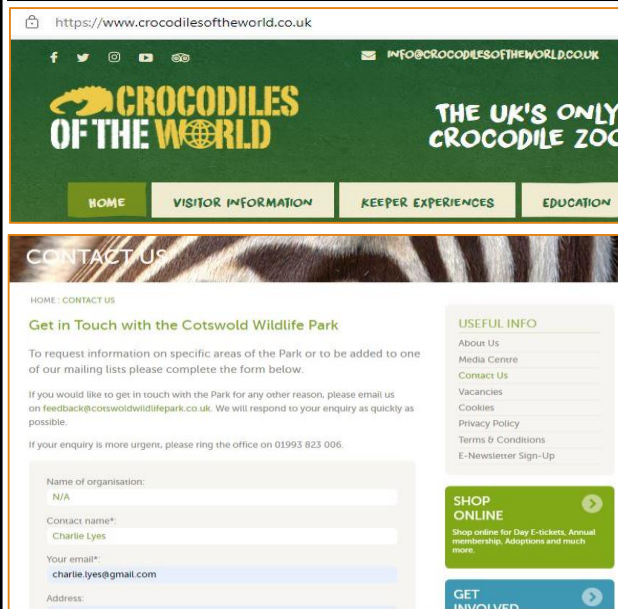 https://www.crocodilesoftheworld.co.uk
INFO@CROCODILESOFTHEWORLD.CO.UK
CROCODILES
OF THE WORLD
THE UK'S ONLY
CROCODILE ZOO
HOME
VISITOR INFORMATION
KEEPER EXPERIENCES
EDUCATION
CONTACT US
HOME : CONTACT US
Get in Touch with the Cotswold Wildlife Park
To request information on specific areas of the Park or to be added to one
of our mailing lists please complete the form below.
If you would like to get in touch with the Park for any other reason, please email us
on feedback@cotswoldwildlifepark.co.uk. We will respond to your enquiry as quickly as
possible.
If your enquiry is more urgent, please ring the office on 01993 823 006.
Name of organisation:
N/A
Contact name*:
Charlie Lyes
Your email*:
charlie.lyes@gmail.com
Address:
USEFUL INFO
About Us
Media Centre
Contact Us
Vacancies
Cookies
Privacy Policy
Terms & Conditions
E-Newsletter Sign-Up
SHOP
ONLINE
Shop online for Day E-tickets, Annual
membership, Adoptions and much
more.
GET
INVOLVED